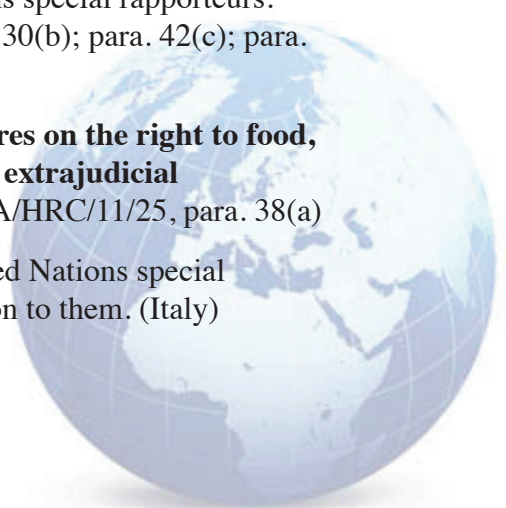 s special rapporteurs.
30(b); para. 42(c); para.
res on the right to food,
extrajudicial
A/HRC/11/25, para. 38(a)
ed Nations special
on to them. (Italy)